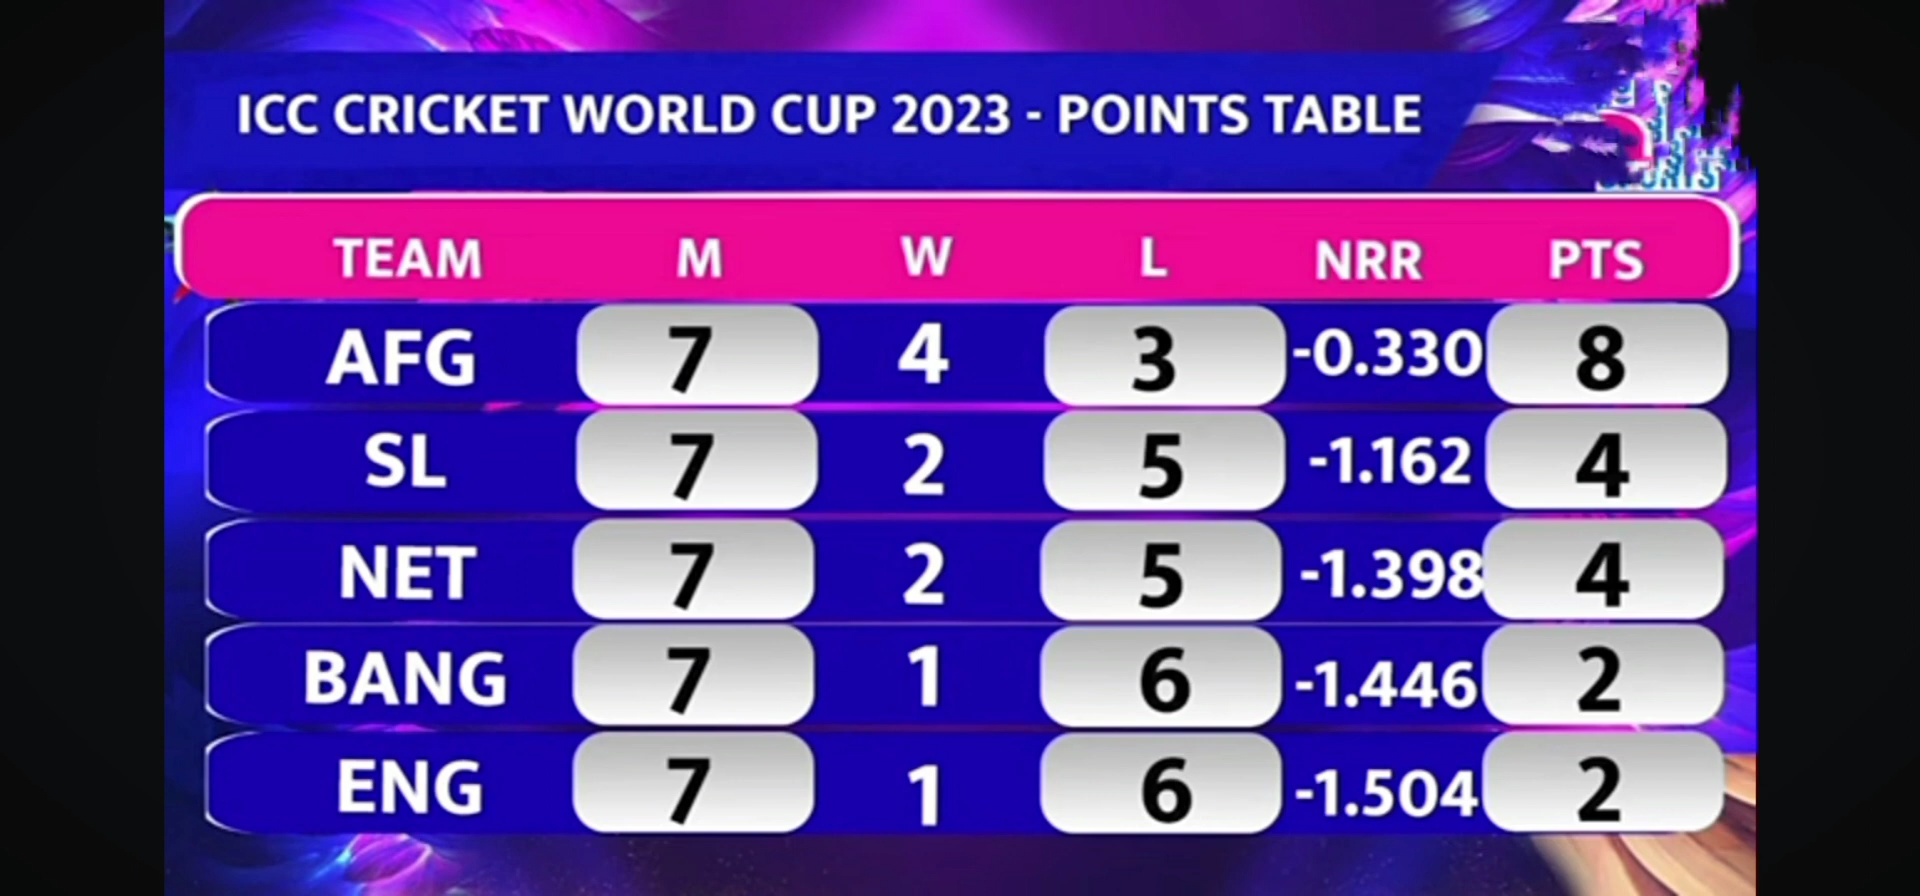 ICC CRICKET WORLD CUP 2023 - POINTS TABLE
TEAM M W L NRR PTS
AFG 7 4 3 -0.330 8
SL 7 2 5 -1.162 4
NET 7 2 5 -1.398 4
BANG 7 1 6 -1.446 2
ENG 7 1 6 -1.504 2